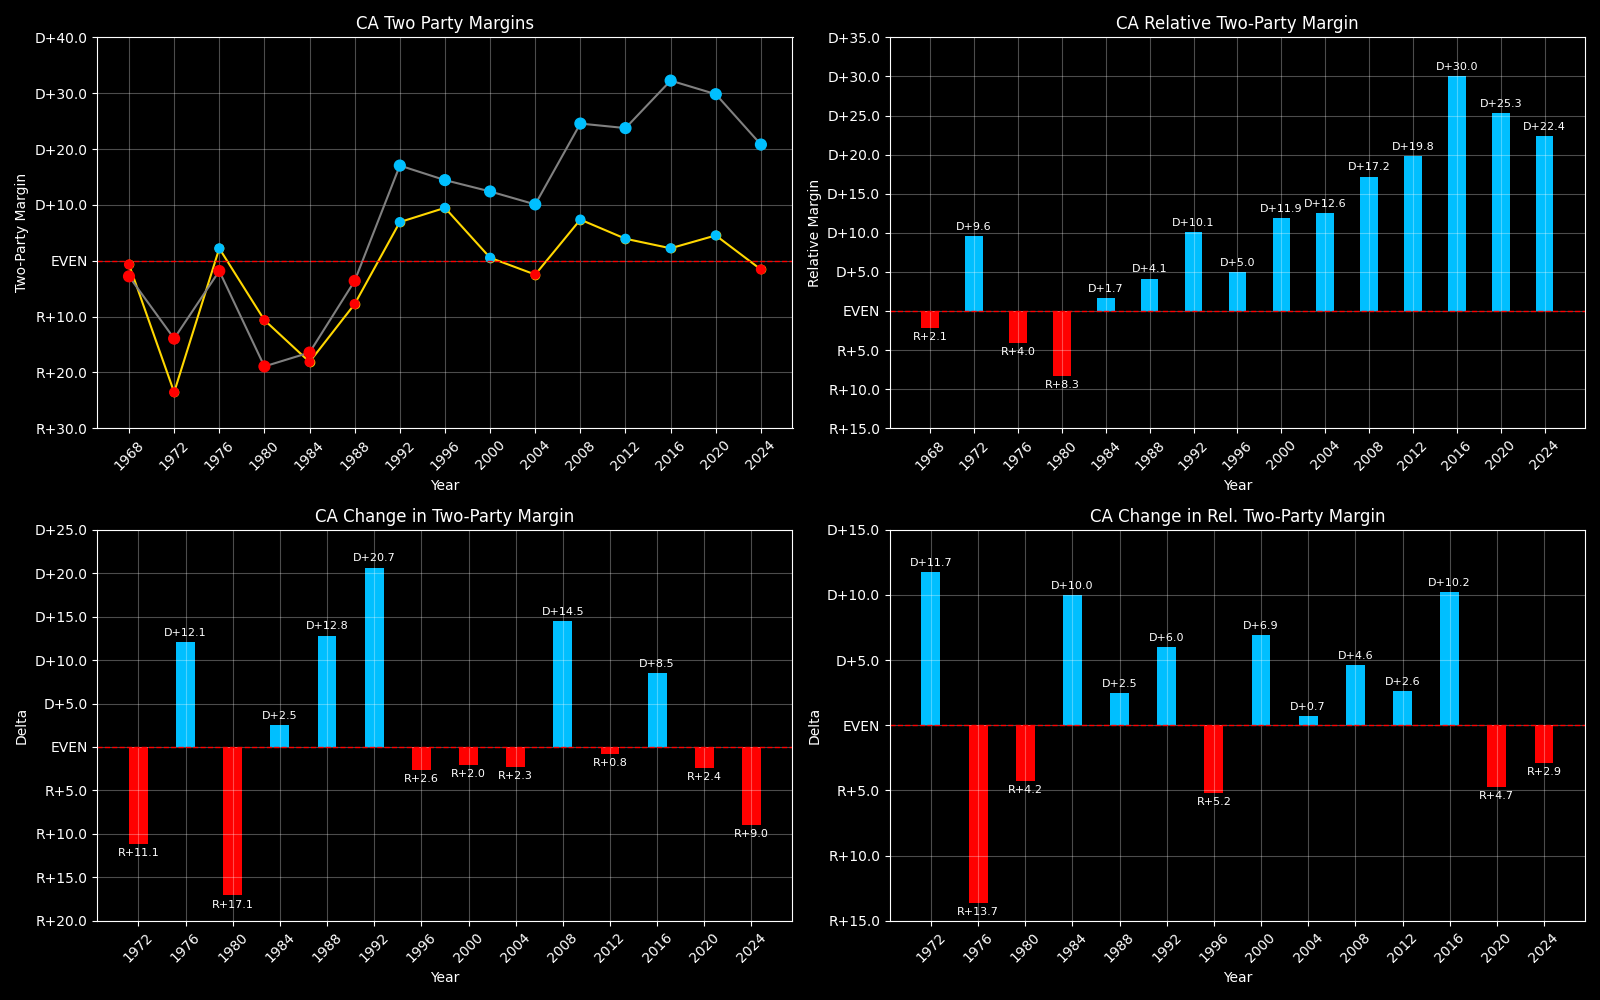 CA Two Party Margins
D+40.0
D+30.0
D+20.0
D+10.0
EVEN
R+10.0
R+20.0
R+30.0
Two-Party Margin
1968 1972 1976 1980 1984 1988 1992 1996 2000 2004 2008 2012 2016 2020 2024
Year
CA Relative Two-Party Margin
D+35.0
D+30.0
D+25.0
D+20.0
D+15.0
D+10.0
D+5.0
EVEN
R+5.0
R+10.0
R+15.0
Relative Margin
R+2.1 D+9.6 R+4.0 R+8.3 D+1.7 D+4.1 D+10.1 D+5.0 D+11.9 D+12.6 D+17.2 D+19.8 D+30.0 D+25.3 D+22.4
1968 1972 1976 1980 1984 1988 1992 1996 2000 2004 2008 2012 2016 2020 2024
Year
CA Change in Two-Party Margin
D+25.0
D+20.0
D+15.0
D+10.0
D+5.0
EVEN
R+5.0
R+10.0
R+15.0
R+20.0
Delta
R+11.1 D+12.1 R+17.1 D+2.5 D+12.8 D+20.7 R+2.6 R+2.0 R+2.3 D+14.5 R+0.8 D+8.5 R+2.4 R+9.0
1972 1976 1980 1984 1988 1992 1996 2000 2004 2008 2012 2016 2020 2024
Year
CA Change in Rel. Two-Party Margin
D+15.0
D+10.0
D+5.0
EVEN
R+5.0
R+10.0
R+15.0
Delta
D+11.7 R+13.7 R+4.2 D+10.0 D+2.5 D+6.0 R+5.2 D+6.9 D+0.7 D+4.6 D+2.6 D+10.2 R+4.7 R+2.9
1972 1976 1980 1984 1988 1992 1996 2000 2004 2008 2012 2016 2020 2024
Year